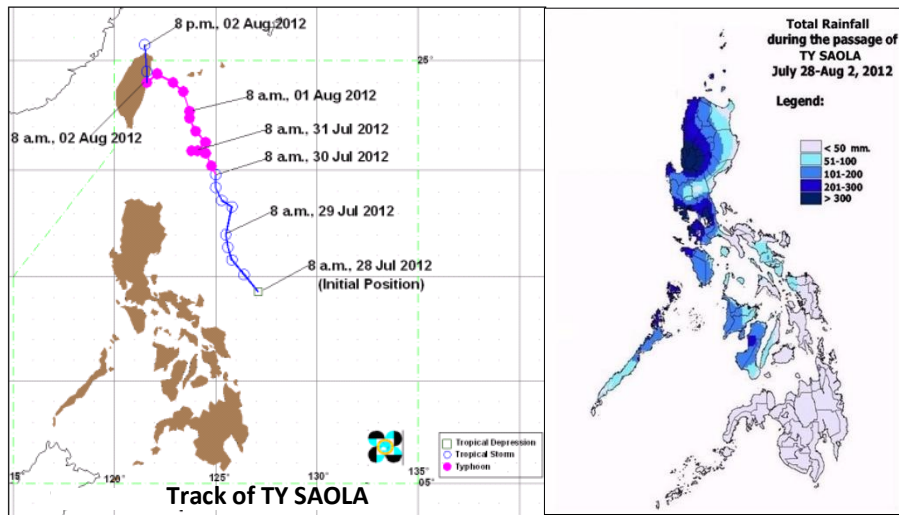 8 p.m., 02 Aug 2012
25°
8 a.m., 01 Aug 2012
8 a.m., 02 Aug 2012
8 a.m., 31 Jul 2012
8 a.m., 30 Jul 2012
8 a.m., 29 Jul 2012
8 a.m., 28 Jul 2012
(Initial Position)
Tropical Depression
Tropical Storm
Typhoon
15° 120° 125° 130° 35° 05°
Track of TY SAOLA
Total Rainfall
during the passage of
TY SAOLA
July 28-Aug 2, 2012
Legend:
< 50 mm.
51-100
101-200
201-300
> 300